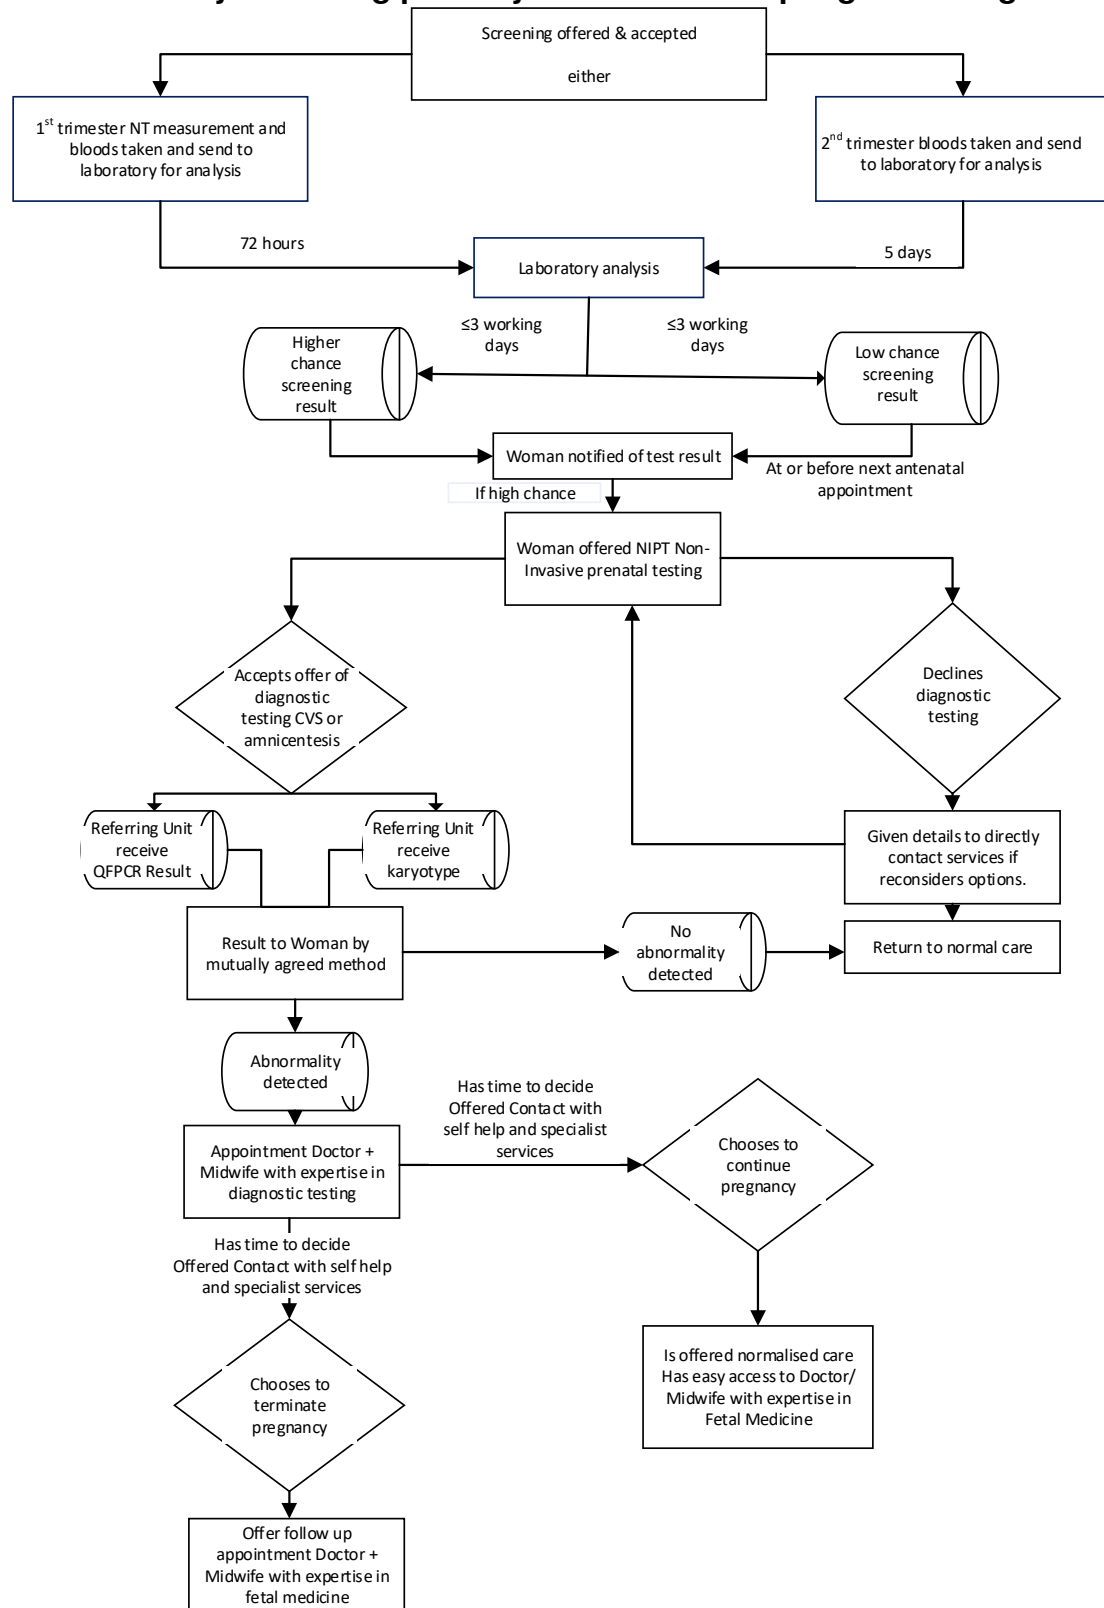 Screening offered & accepted
either
1st trimester NT measurement and
bloods taken and send to
laboratory for analysis
2nd trimester bloods taken and send
to laboratory for analysis
72 hours
5 days
Laboratory analysis
≤3 working
days
≤3 working
days
Higher
chance
screening
result
Low chance
screening
result
Woman notified of test result
At or before next antenatal
appointment
If high chance
Woman offered NIPT Non-
Invasive prenatal testing
Accepts offer of
diagnostic
testing CVS or
amnicentesis
Declines
diagnostic
testing
Referring Unit
receive
QFPCR Result
Referring Unit
receive
karyotype
Given details to directly
contact services if
reconsiders options.
Result to Woman by
mutually agreed method
No
abnormality
detected
Return to normal care
Abnormality
detected
Has time to decide
Offered Contact with
self help and specialist
services
Appointment Doctor +
Midwife with expertise in
diagnostic testing
Chooses to
continue
pregnancy
Has time to decide
Offered Contact with self help
and specialist services
Chooses to
terminate
pregnancy
Is offered normalised care
Has easy access to Doctor/
Midwife with expertise in
Fetal Medicine
Offer follow up
appointment Doctor +
Midwife with expertise in
fetal medicine